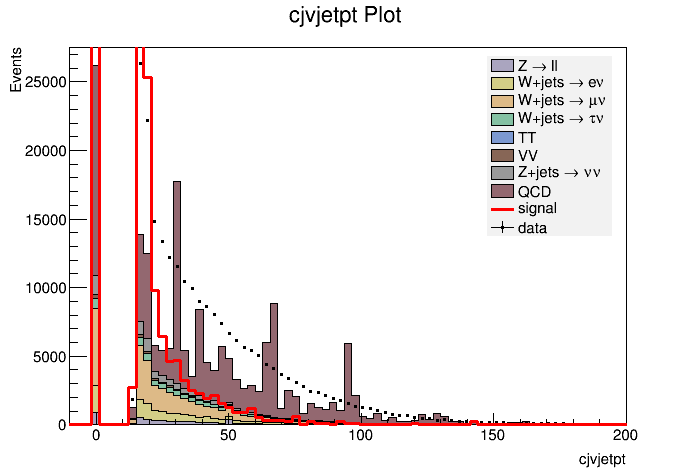 cjvjetpt Plot
Events
25000
20000
15000
10000
5000
0
0 50 100 150 200
cjvjetpt
Z → ll
W+jets → eν
W+jets → μν
W+jets → τν
TT
VV
Z+jets → νν
QCD
signal
data